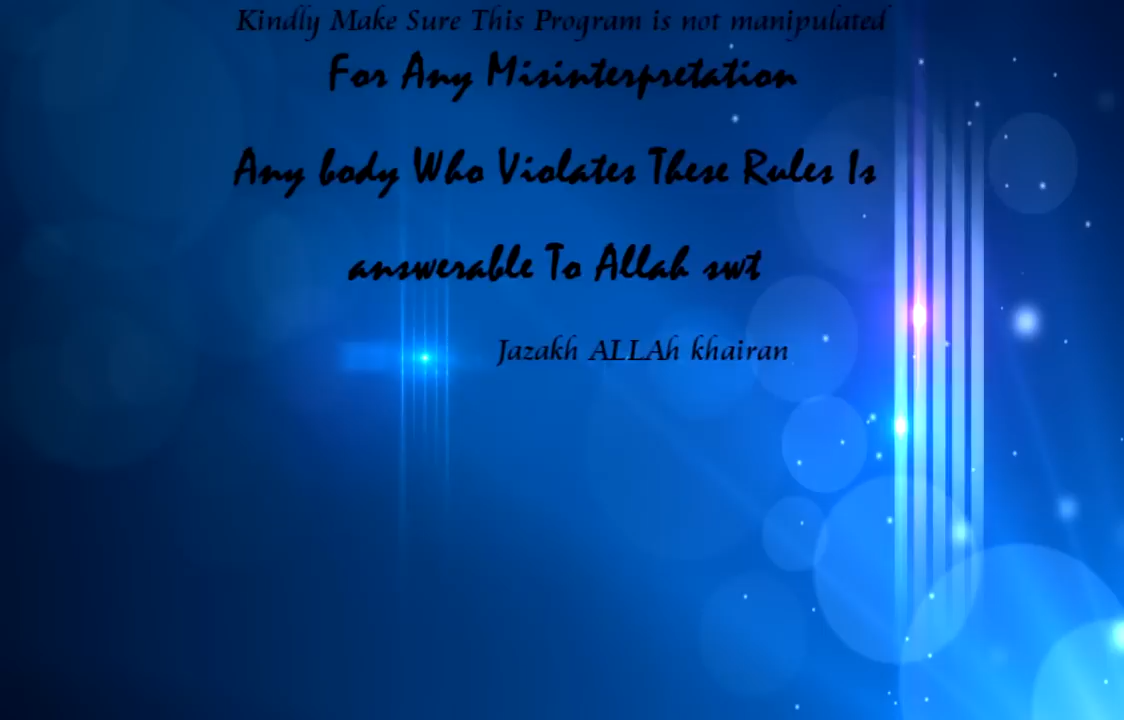 Kindly Make Sure This Program is not manipulated
For Any Misinterpretation
Any body Who Violates These Rules Is
answerable To Allah swt
Jazakh ALLAh khairan